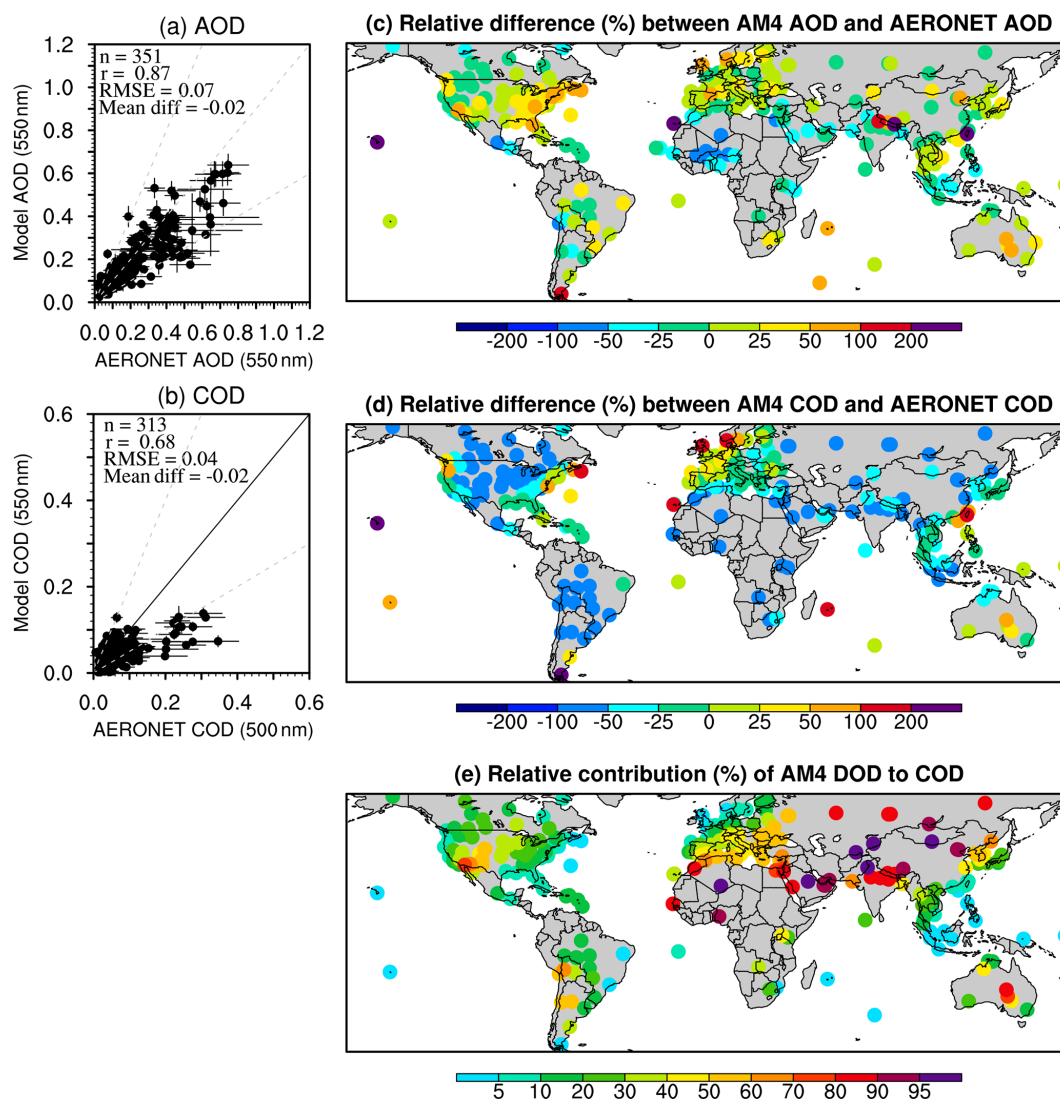 (a) AOD
1.2
1.0
0.8
0.6
0.4
0.2
0.0
n = 351
r = 0.87
RMSE = 0.07
Mean diff = -0.02
Model AOD (550 nm)
0.0 0.2 0.4 0.6 0.8 1.0 1.2
AERONET AOD (550 nm)
(c) Relative difference (%) between AM4 AOD and AERONET AOD
-200 -100 -50 -25 0 25 50 100 200
(b) COD
0.6
0.5
0.4
0.3
0.2
0.1
0.0
n = 313
r = 0.68
RMSE = 0.04
Mean diff = -0.02
Model COD (550 nm)
0.0 0.2 0.4 0.6
AERONET COD (500 nm)
(d) Relative difference (%) between AM4 COD and AERONET COD
-200 -100 -50 -25 0 25 50 100 200
(e) Relative contribution (%) of AM4 DOD to COD
5 10 20 30 40 50 60 70 80 90 95